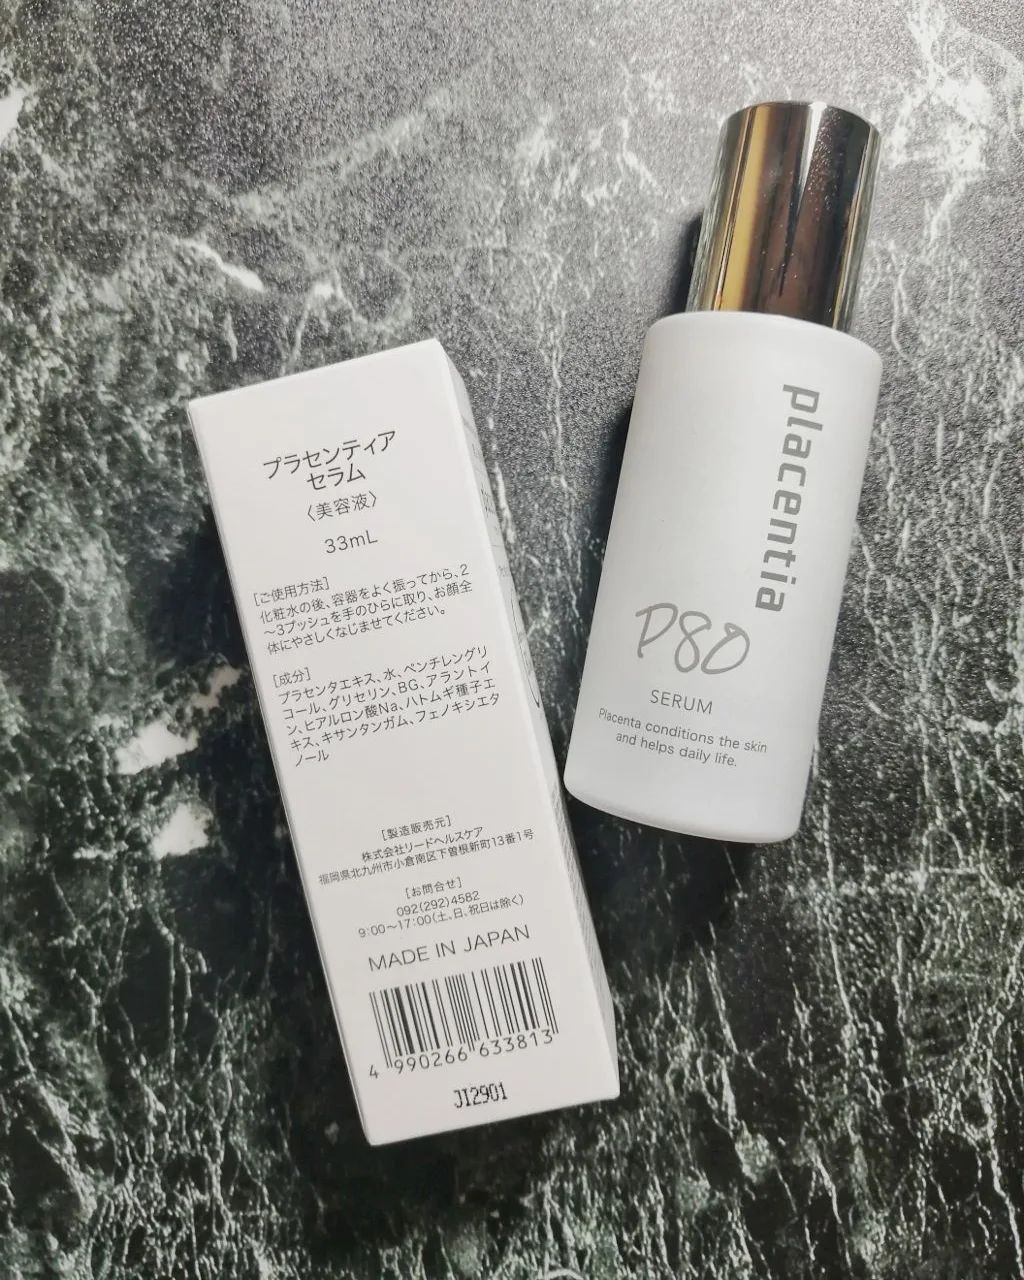 プラセンティア
セラム
〈美容液〉
33mL
[ご使用方法]
化粧水の後、容器をよく振ってから、2
〜3プッシュを手のひらに取り、お顔全
体にやさしくなじませてください。
[成分]
プラセンタエキス、水、ペンチレングリ
コール、グリセリン、BG、アラントイ
ン、ヒアルロン酸Na、ハトムギ種子エ
キス、キサンタンガム、フェノキシエタ
ノール
[製造販売元]
株式会社リードヘルスケア
福岡県北九州市小倉南区下曽根新町13番1号
[お問合せ]
092(292)4582
9:00〜17:00(土、日、祝日は除く)
MADE IN JAPAN
4 990266 633813
JI2901
placentia
P80
SERUM
Placenta conditions the skin
and helps daily life.